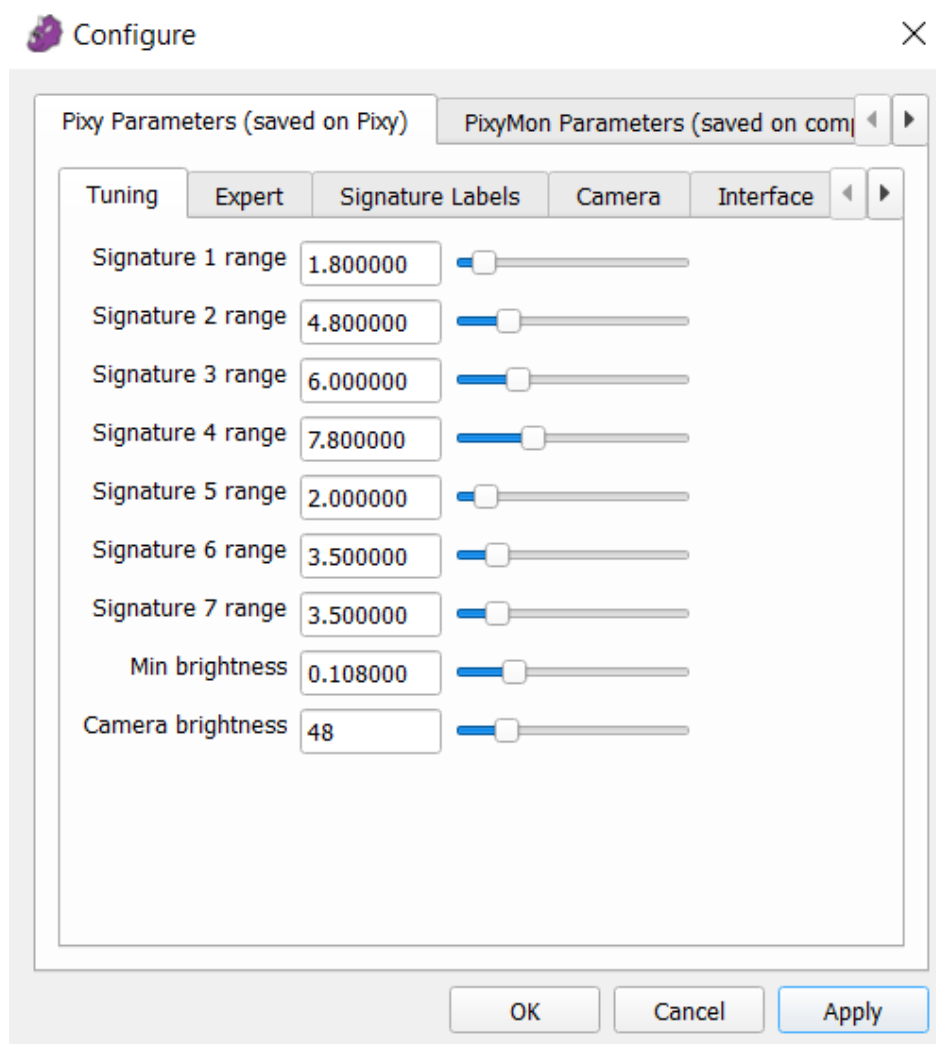 Configure
Pixy Parameters (saved on Pixy) PixyMon Parameters (saved on comp
Tuning Expert Signature Labels Camera Interface
Signature 1 range 1.800000
Signature 2 range 4.800000
Signature 3 range 6.000000
Signature 4 range 7.800000
Signature 5 range 2.000000
Signature 6 range 3.500000
Signature 7 range 3.500000
Min brightness 0.108000
Camera brightness 48
OK Cancel Apply